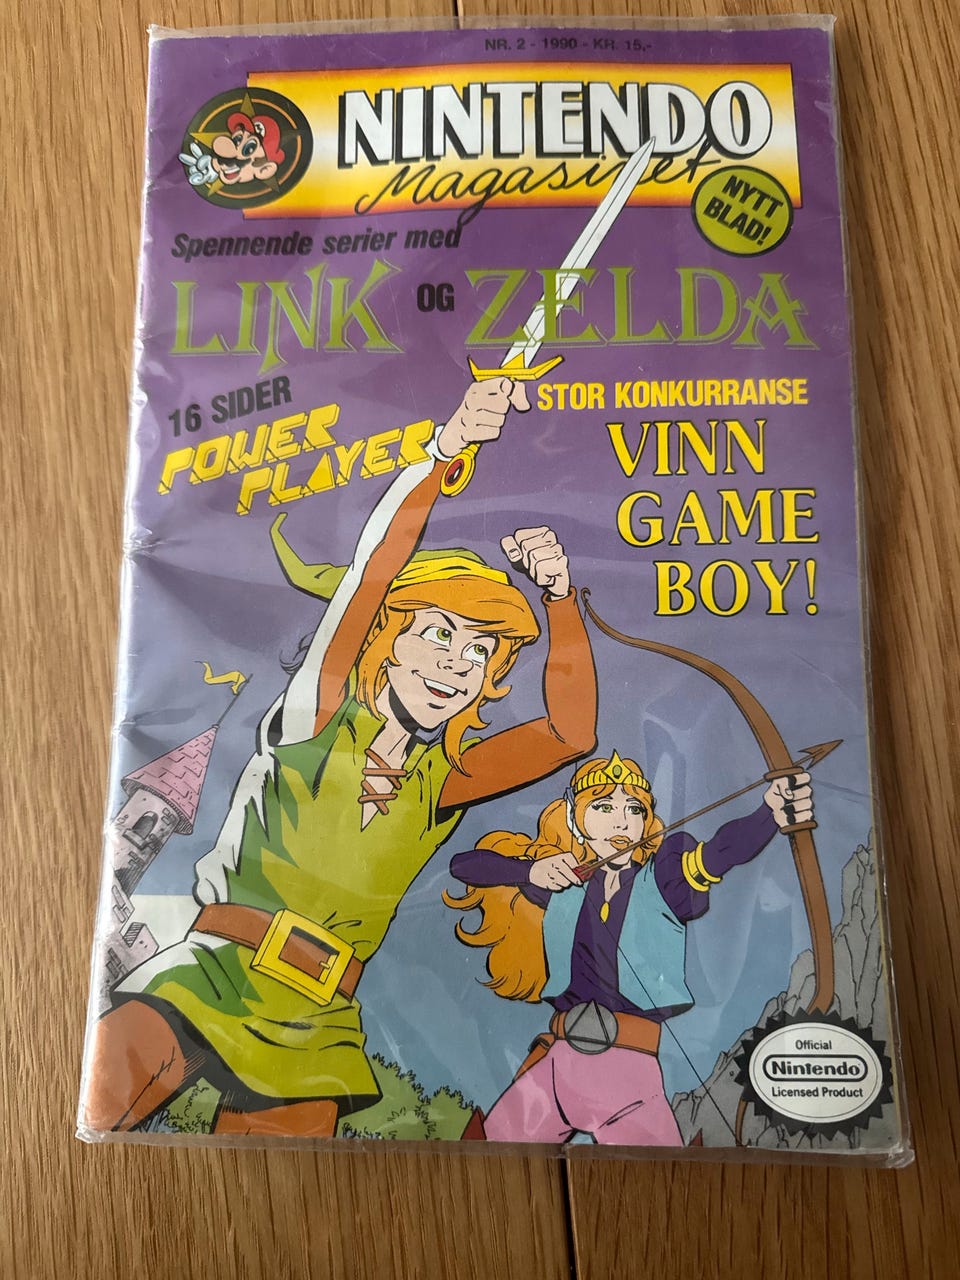 NR. 2 - 1990 - KR. 15,-
NINTENDO
Magasinet
NYTT
BLAD!
Spennende serier med
LINK OG ZELDA
16 SIDER
POWER
PLAYER
STOR KONKURRANSE
VINN
GAME
BOY!
Official
Nintendo
Licensed Product